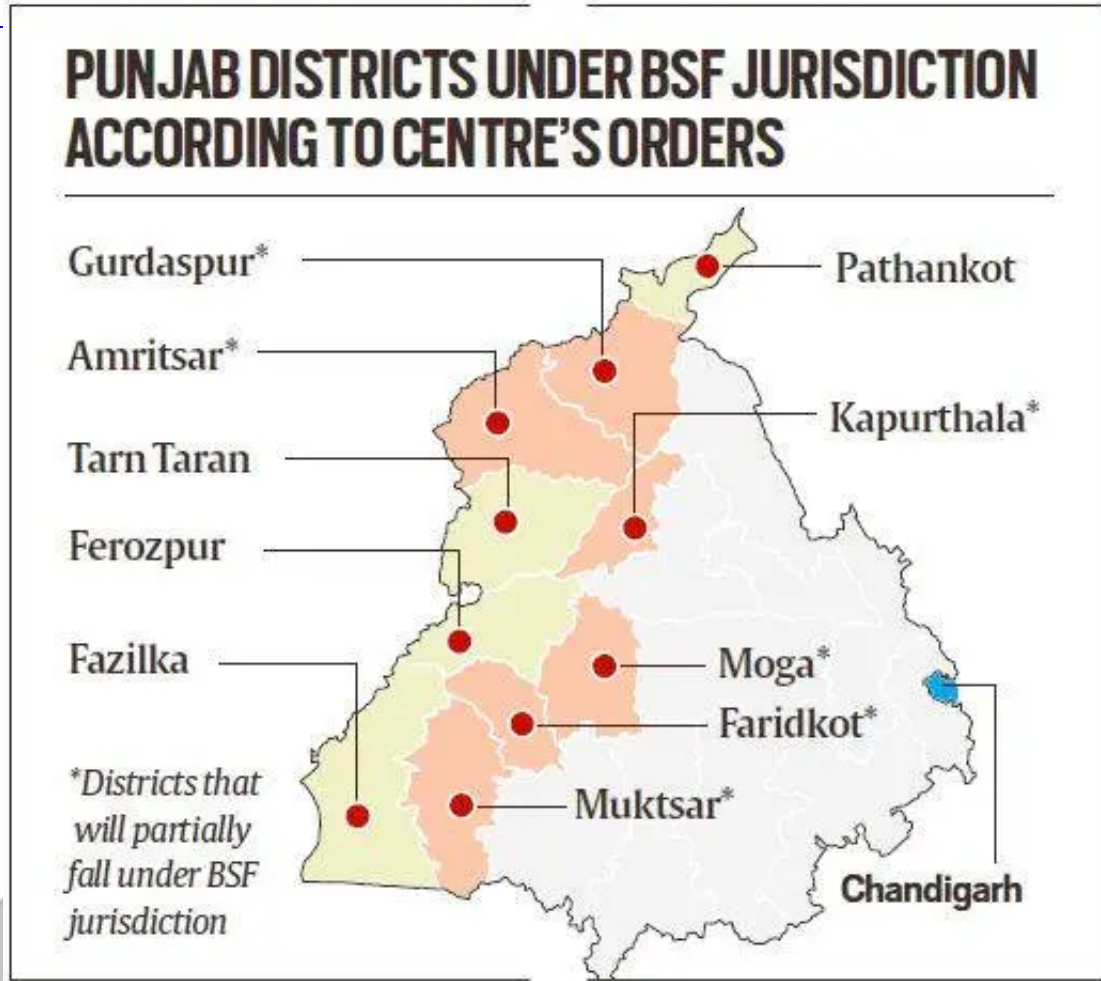 PUNJAB DISTRICTS UNDER BSF JURISDICTION
ACCORDING TO CENTRE'S ORDERS
Gurdaspur*
Pathankot
Amritsar*
Kapurthala*
Tarn Taran
Ferozpur
Fazilka
Moga*
Faridkot*
Muktsar*
*Districts that
will partially
fall under BSF
jurisdiction
Chandigarh